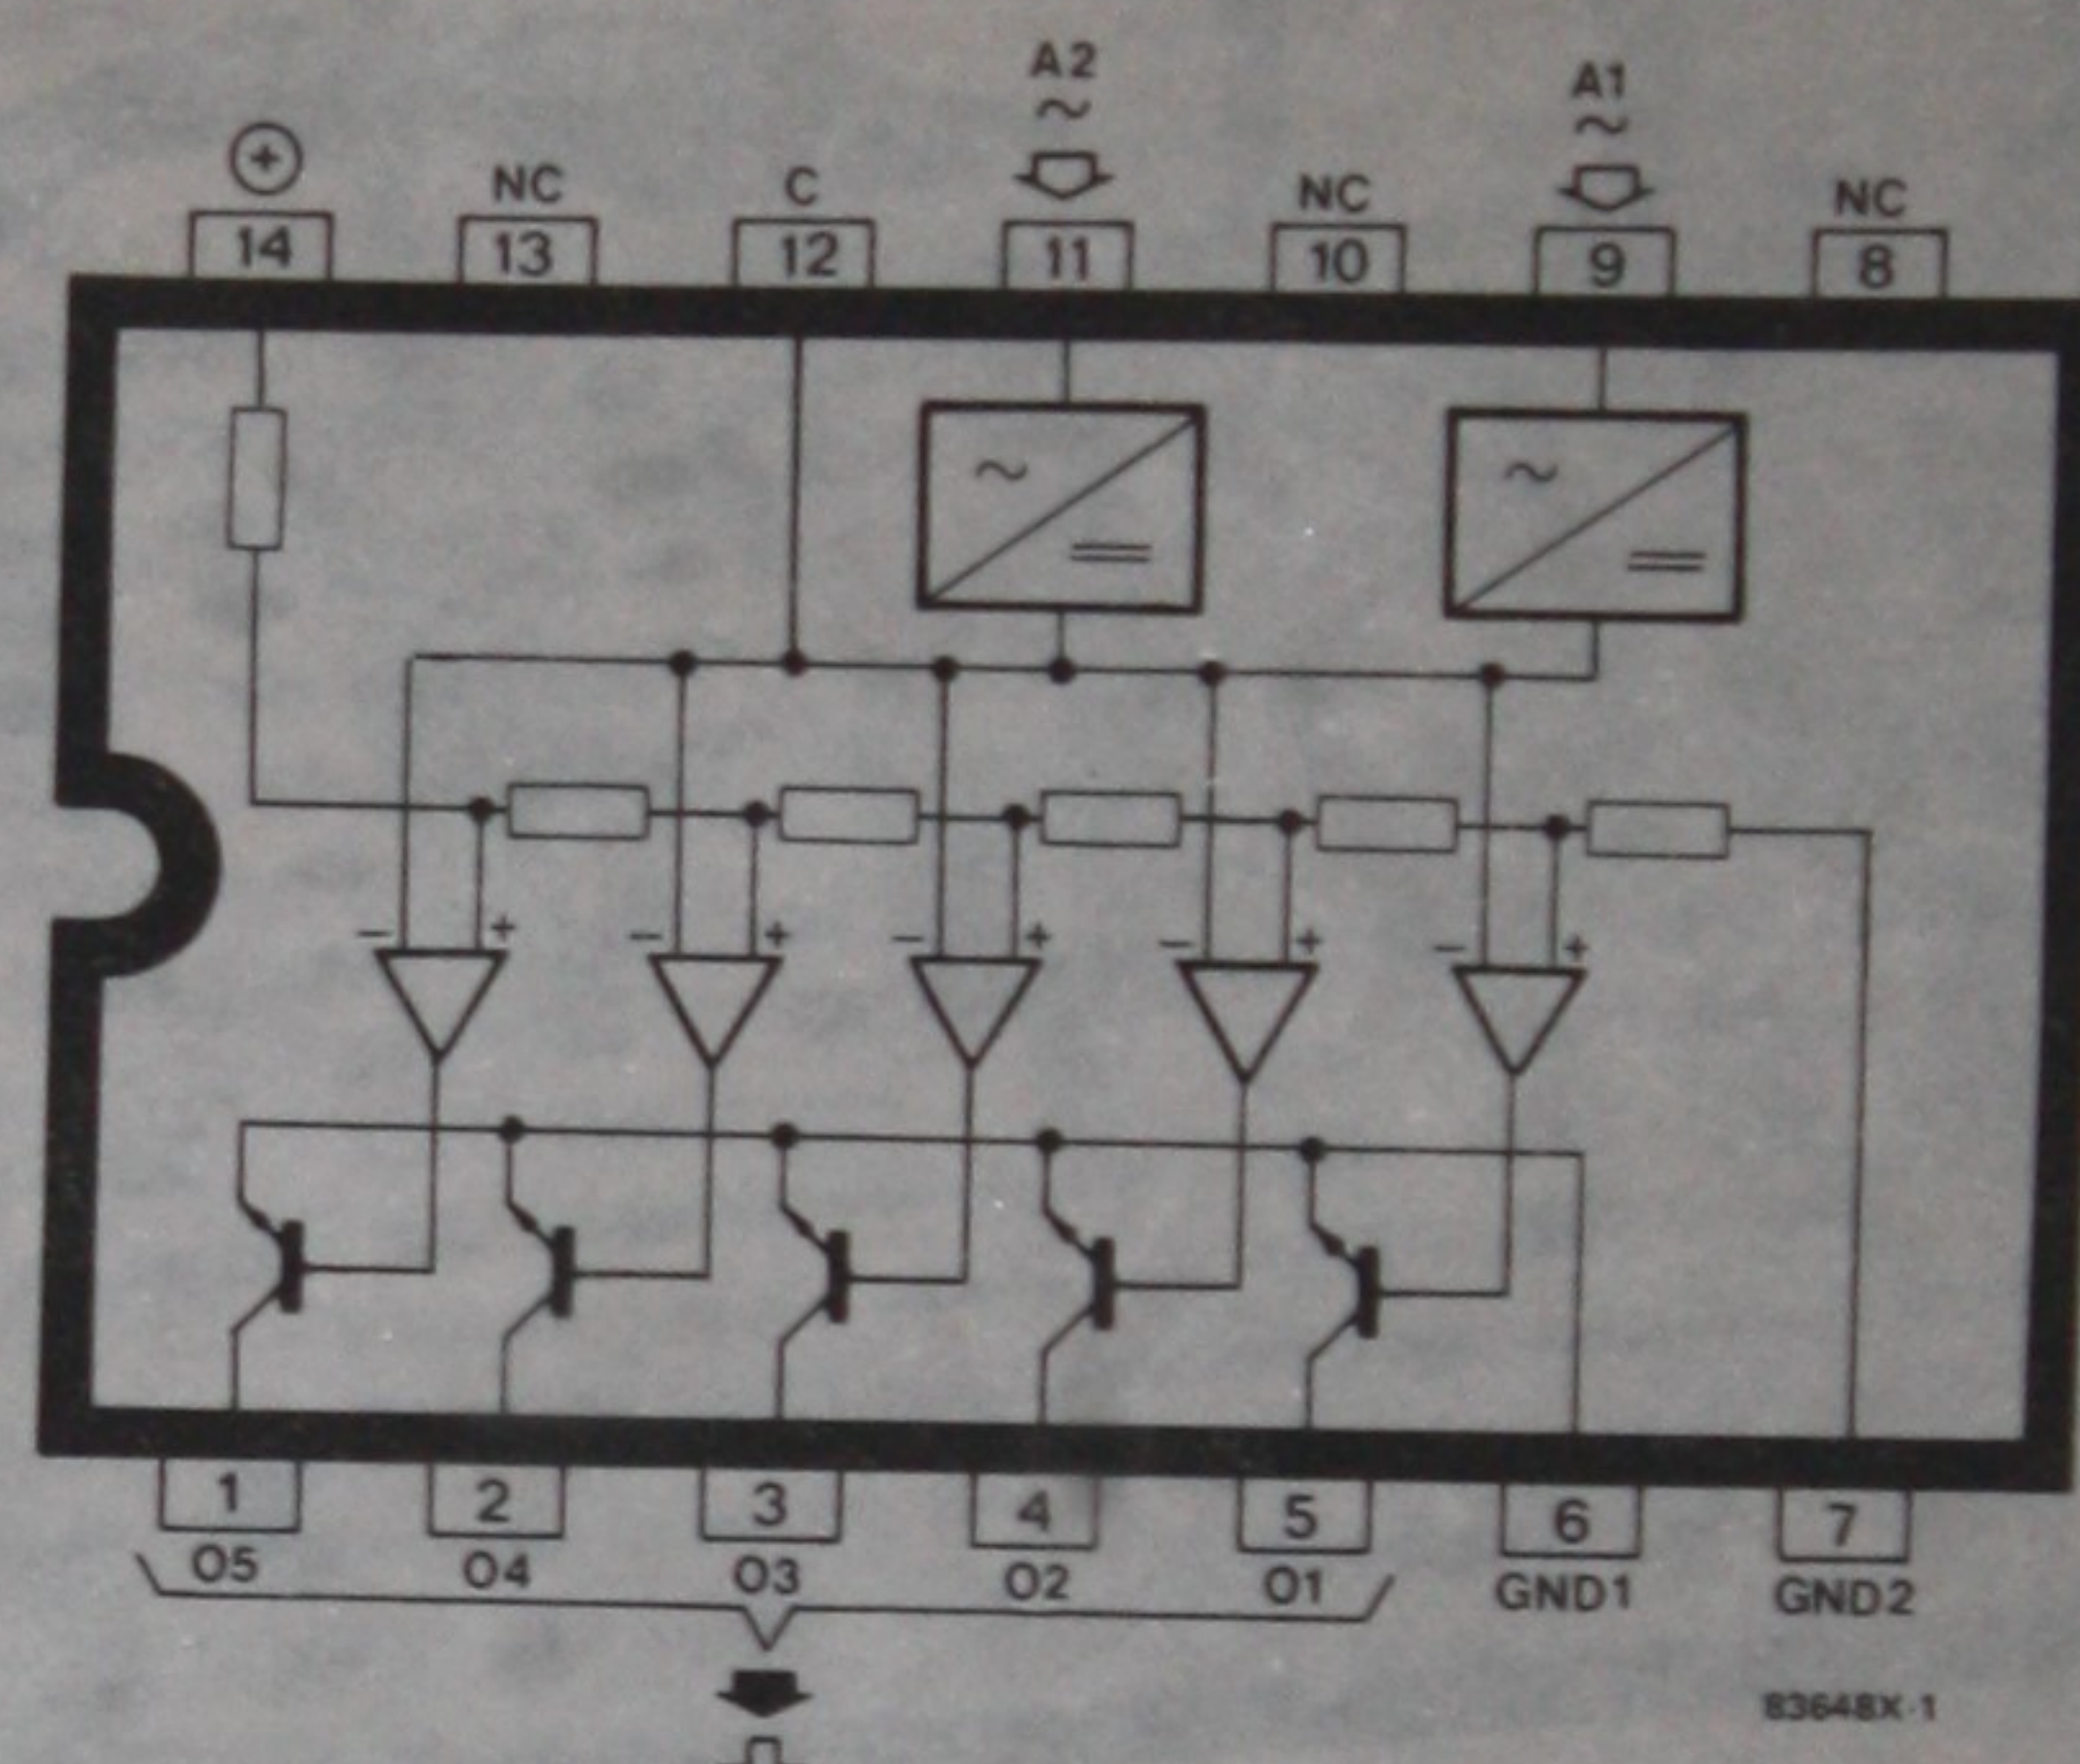 A2
A1
~
~
+
NC
C
NC
NC
14
13
12
11
10
9
8
~
~
- + - + - + - + - +
1
2
3
4
5
6
7
O5
O4
O3
O2
O1
GND1
GND2
83648X-1